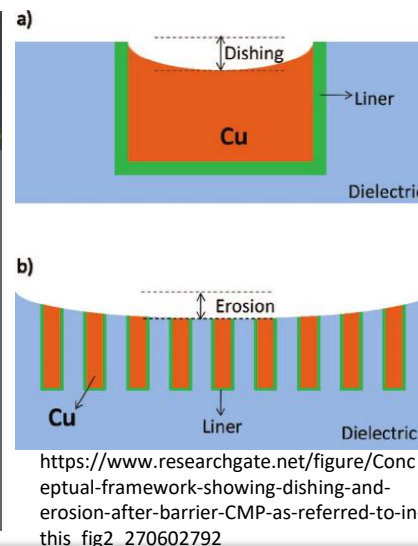 a)
Dishing
Liner
Cu
Dielectric
b)
Erosion
Cu
Liner
Dielectric
https://www.researchgate.net/figure/Conc
eptual-framework-showing-dishing-and-
erosion-after-barrier-CMP-as-referred-to-in
this_fig2_270602792